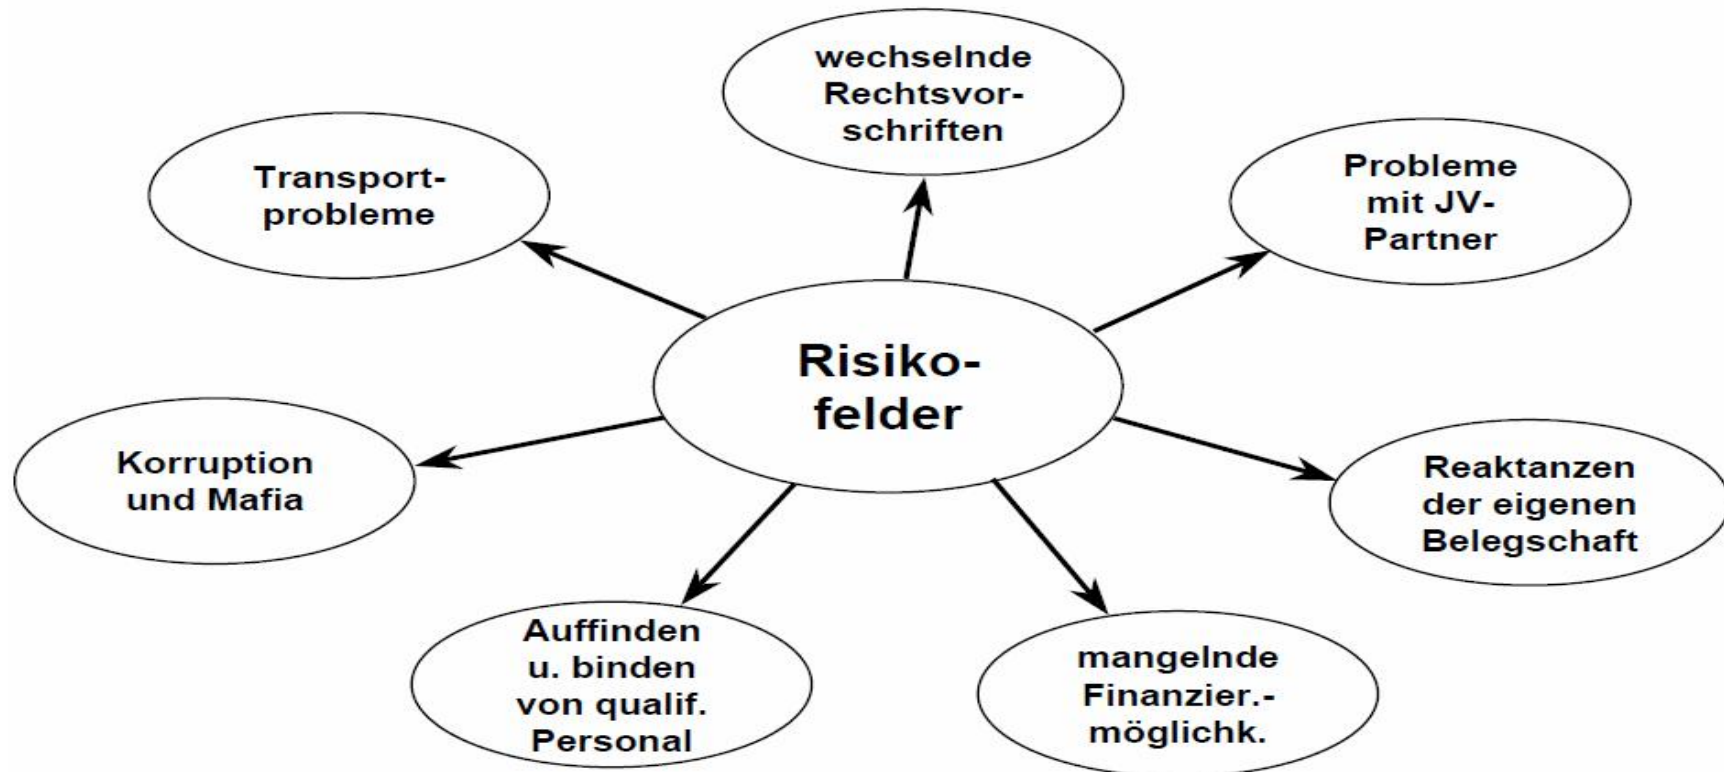 wechselnde
Rechtsvor-
schriften
Transport-
probleme
Probleme
mit JV-
Partner
Risiko-
felder
Korruption
und Mafia
Reaktanzen
der eigenen
Belegschaft
Auffinden
u. binden
von qualif.
Personal
mangelnde
Finanzier.-
möglichk.